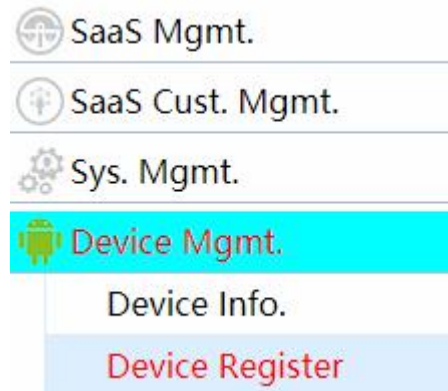 SaaS Mgmt.
SaaS Cust. Mgmt.
Sys. Mgmt.
Device Mgmt.
Device Info.
Device Register